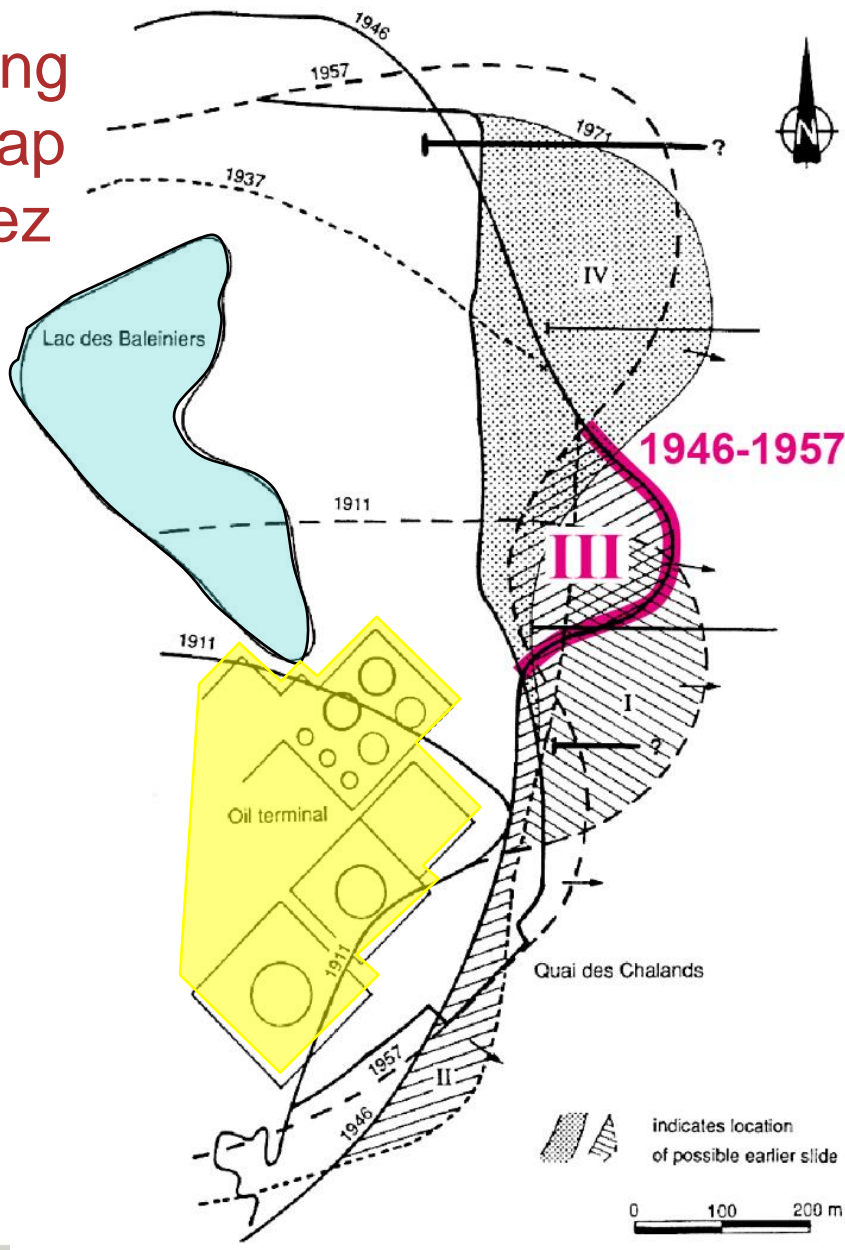 ng
ap
ez
1946
1957
1971
?
N
1937
IV
Lac des Baleiniers
1946-1957
1911
III
1911
I
?
Oil terminal
1911
Quai des Chalands
1957
II
1946
indicates location
of possible earlier slide
0 100 200 m